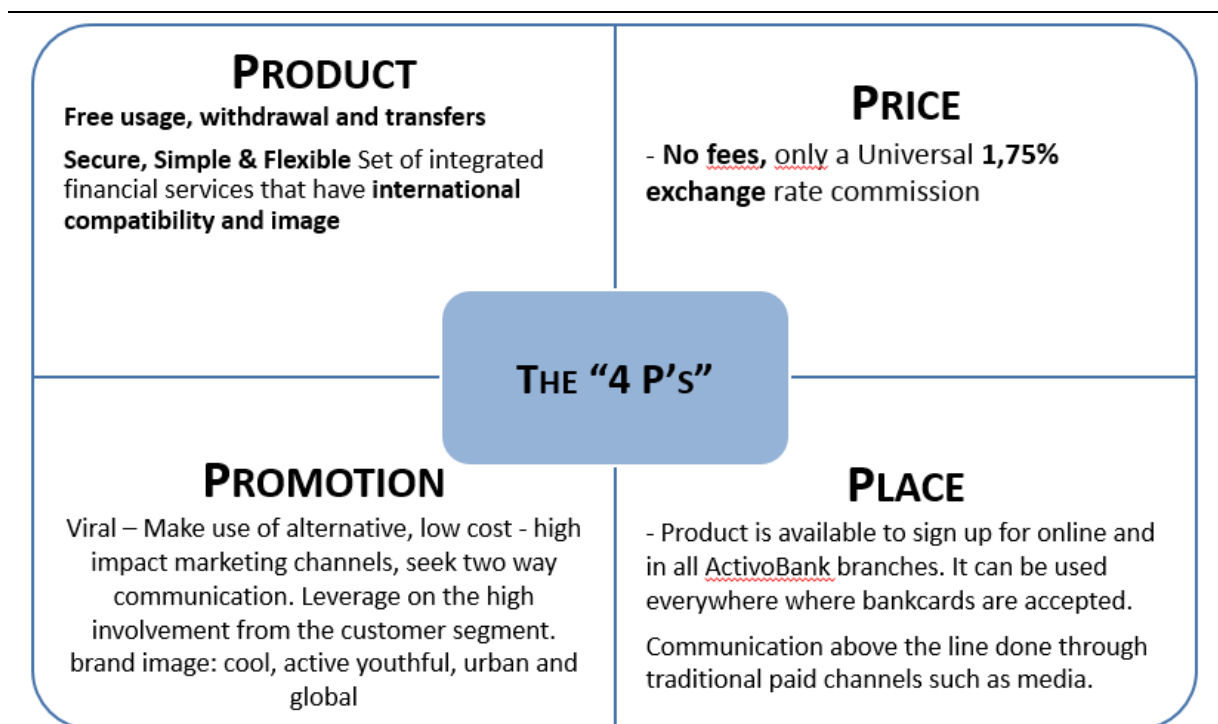 PRODUCT
Free usage, withdrawal and transfers
Secure, Simple & Flexible Set of integrated
financial services that have international
compatibility and image
PRICE
- No fees, only a Universal 1,75%
exchange rate commission
THE “4 P’S”
PROMOTION
Viral – Make use of alternative, low cost - high
impact marketing channels, seek two way
communication. Leverage on the high
involvement from the customer segment.
brand image: cool, active youthful, urban and
global
PLACE
- Product is available to sign up for online and
in all ActivoBank branches. It can be used
everywhere where bankcards are accepted.
Communication above the line done through
traditional paid channels such as media.